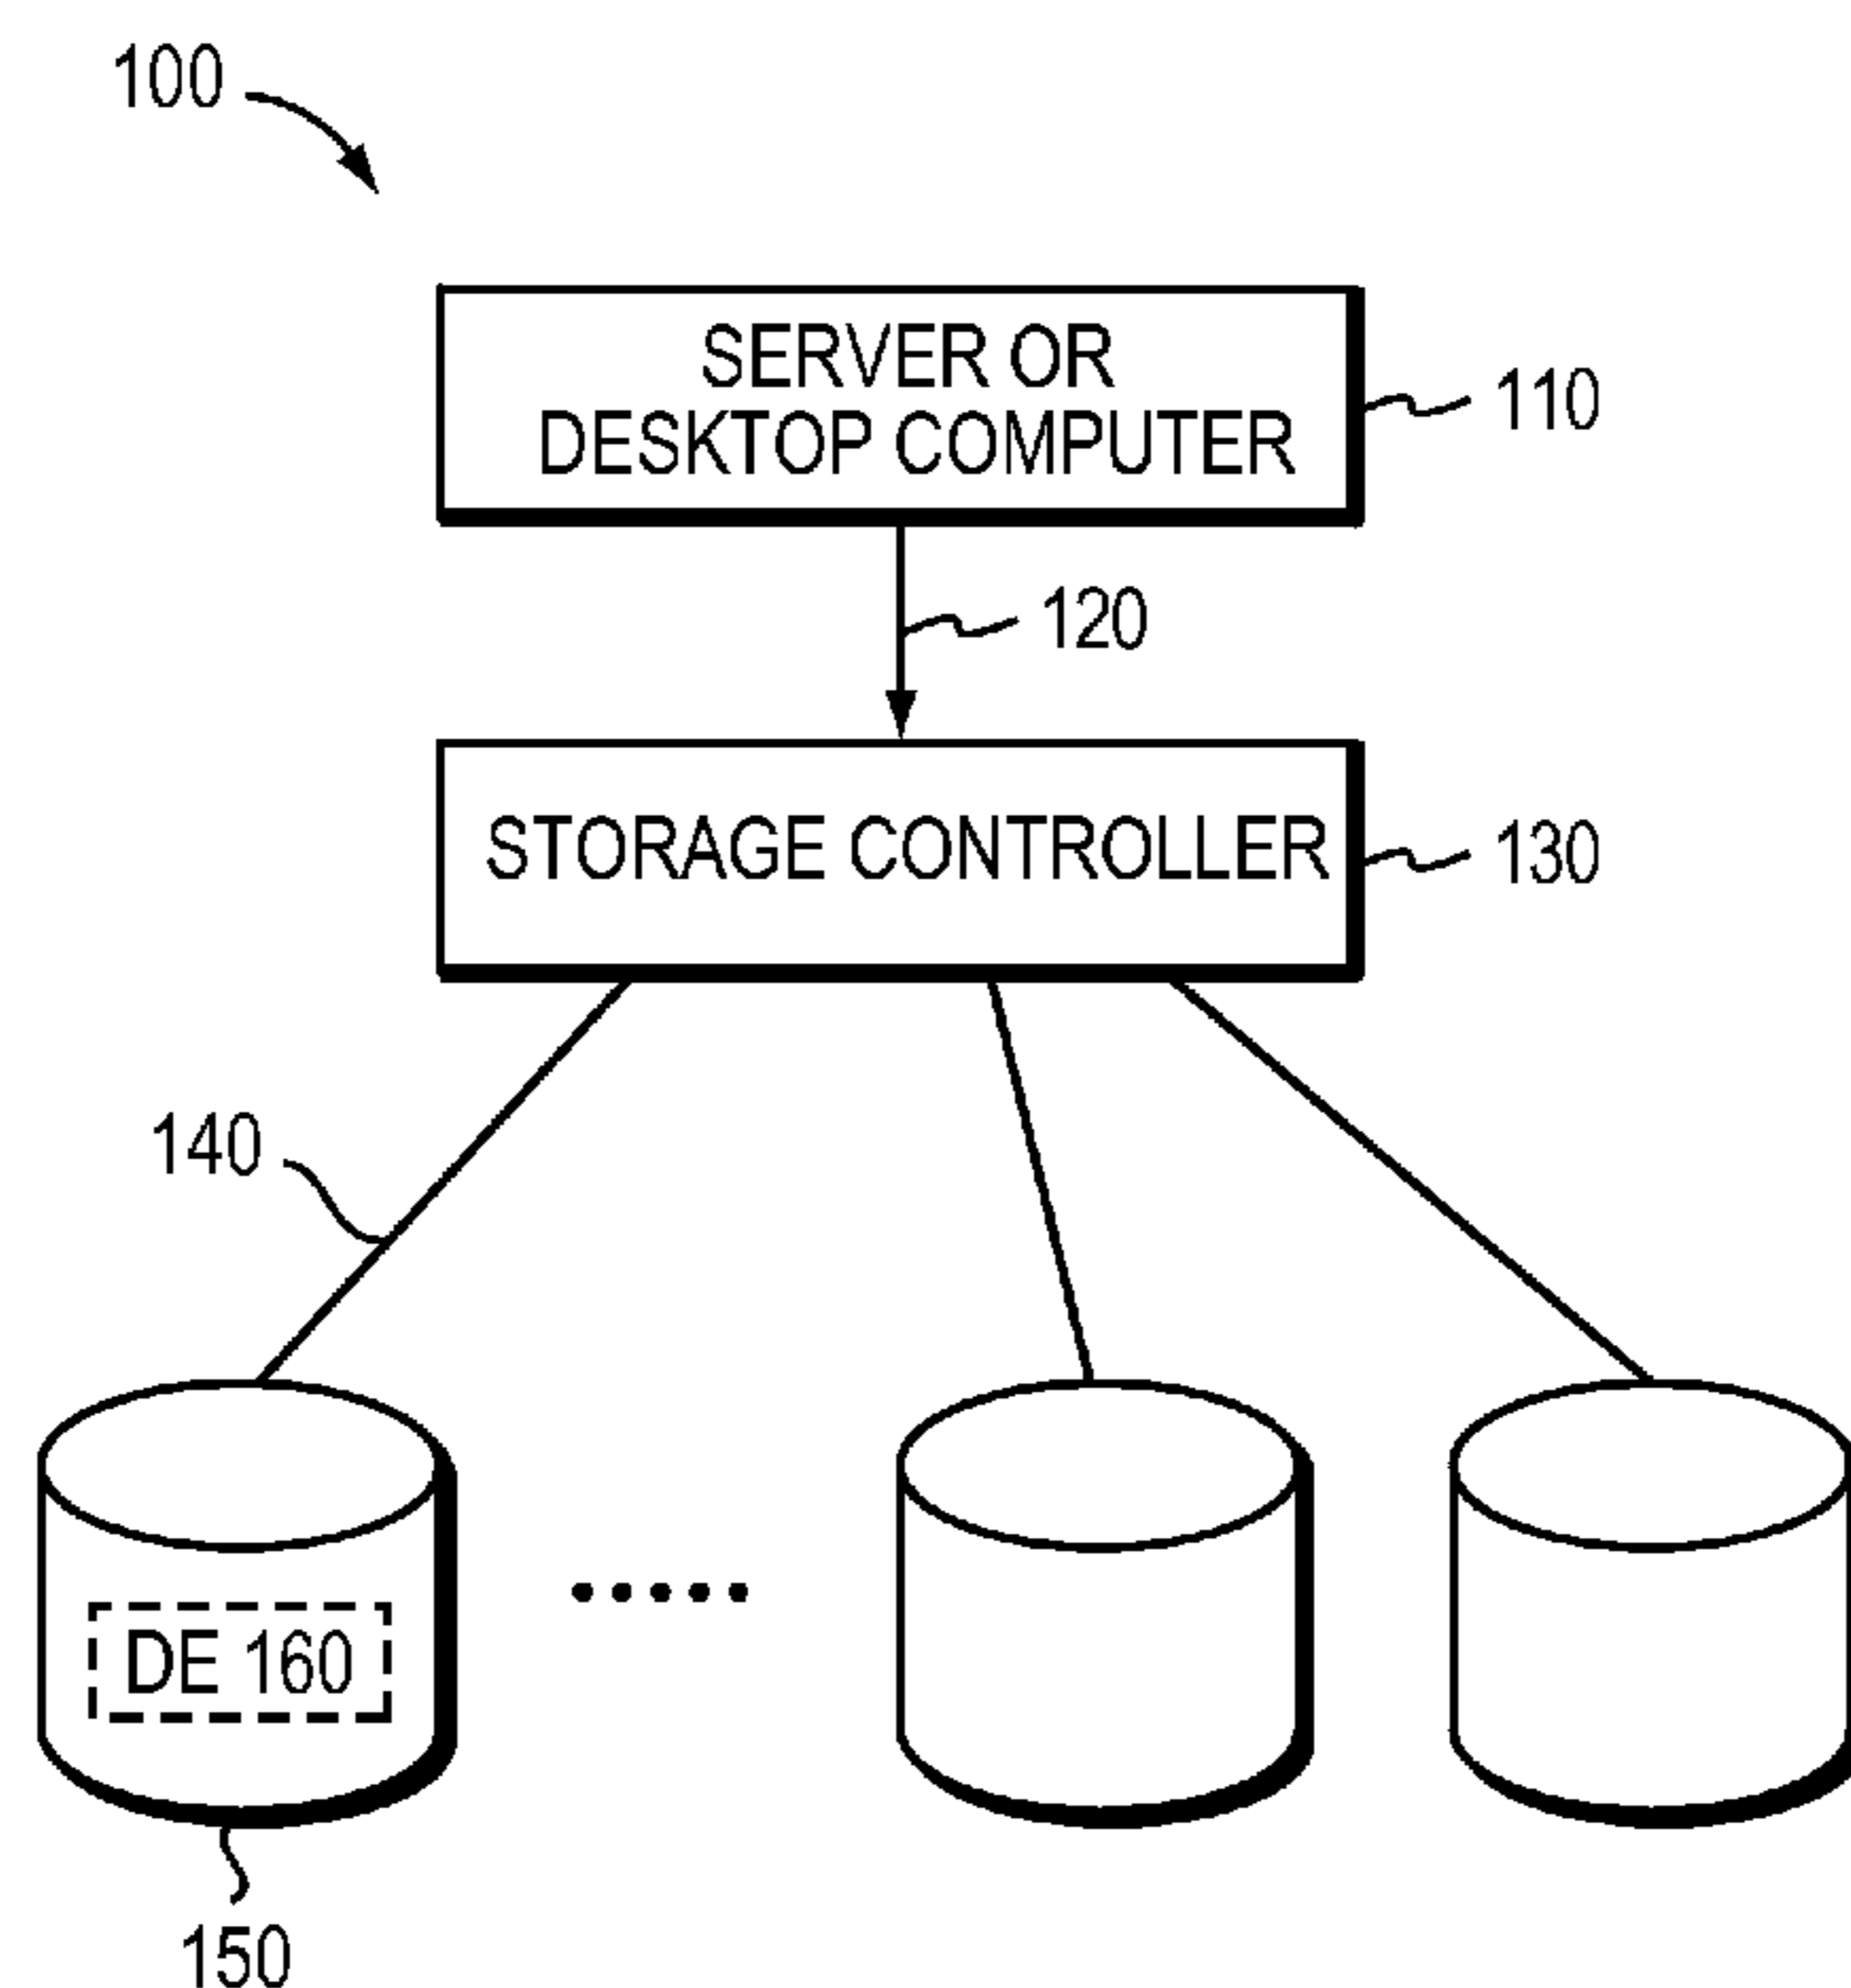 100
SERVER OR
DESKTOP COMPUTER
110
120
STORAGE CONTROLLER
130
140
DE 160
150